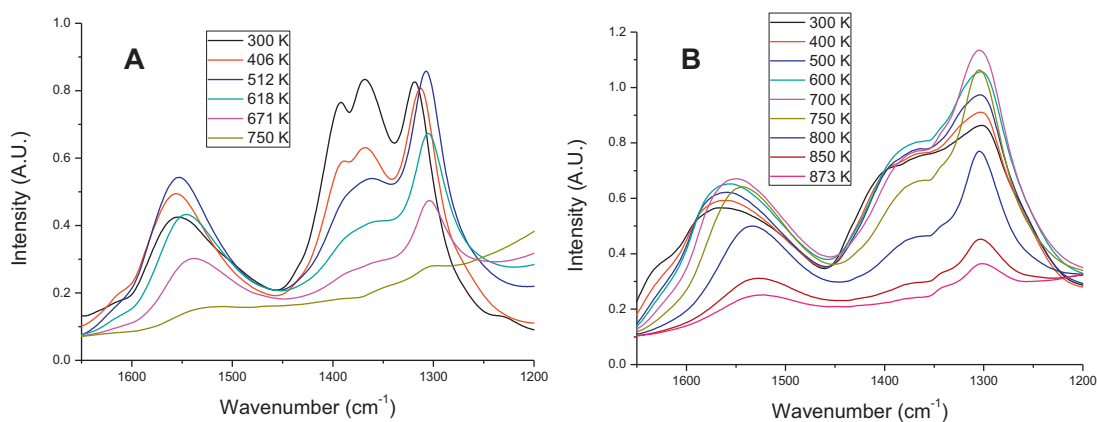 A
300 K
406 K
512 K
618 K
671 K
750 K
Intensity (A.U.)
1.0
0.8
0.6
0.4
0.2
0.0
1600
1500
1400
1300
1200
Wavenumber (cm⁻¹)
B
300 K
400 K
500 K
600 K
700 K
750 K
800 K
850 K
873 K
Intensity (A.U.)
1.2
1.0
0.8
0.6
0.4
0.2
0.0
1600
1500
1400
1300
1200
Wavenumber (cm⁻¹)